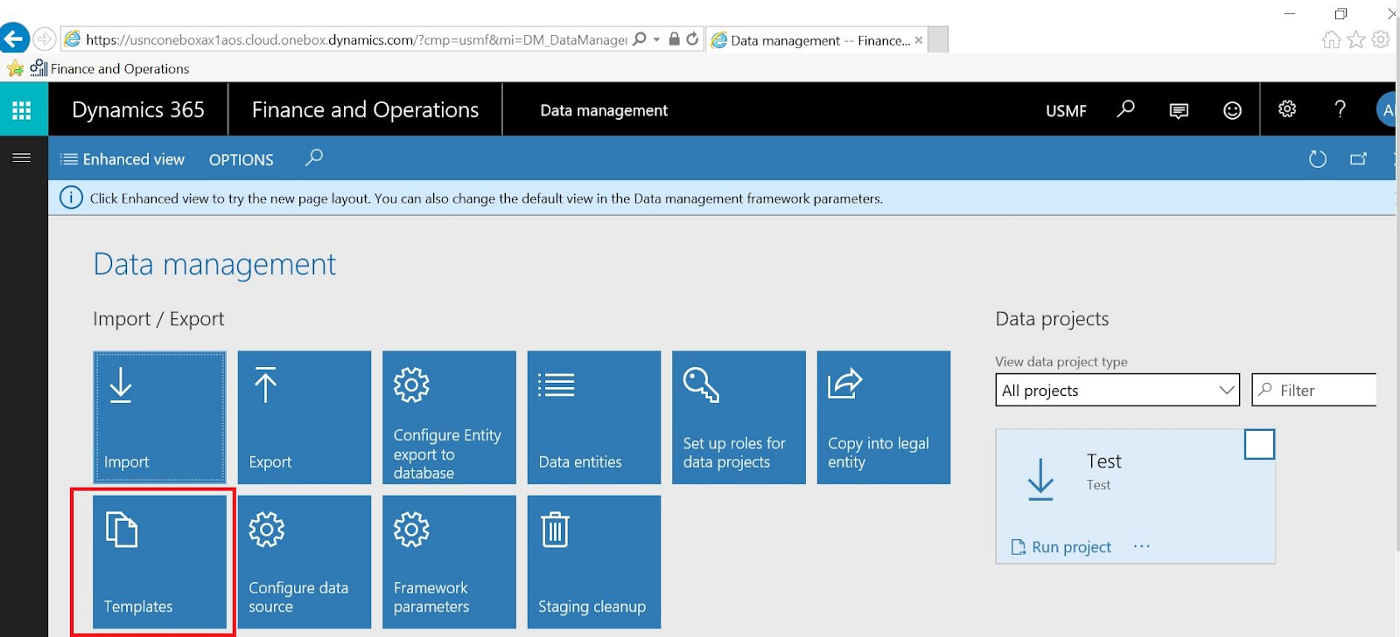 https://usnconeboxax1aos.cloud.onebox.dynamics.com/?cmp=usmf&mi=DM_DataManager
Data management -- Finance...
Finance and Operations
Dynamics 365
Finance and Operations
Data management
USMF
Enhanced view
OPTIONS
Click Enhanced view to try the new page layout. You can also change the default view in the Data management framework parameters.
Data management
Import / Export
Import
Export
Configure Entity
export to
database
Data entities
Set up roles for
data projects
Copy into legal
entity
Templates
Configure data
source
Framework
parameters
Staging cleanup
Data projects
View data project type
All projects
Filter
Test
Test
Run project
...